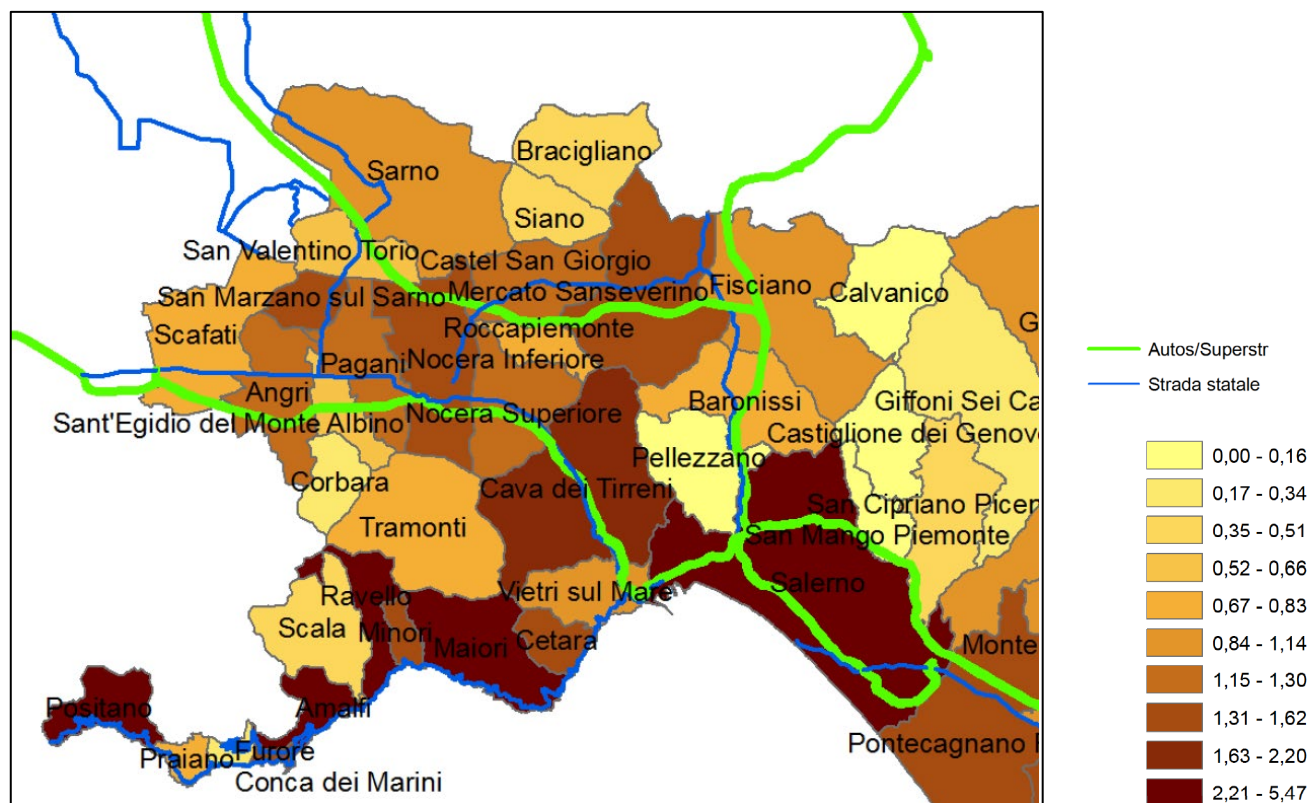 Bracigliano
Sarno
Siano
San Valentino Torio
Castel San Giorgio
Fisciano
Calvanico
San Marzano sul Sarno
Mercato Sanseverino
G
Scafati
Roccapiemonte
Pagani
Nocera Inferiore
Autos/Superstr
Strada statale
Angri
Baronissi
Giffoni Sei Ca
Sant'Egidio del Monte Albino
Nocera Superiore
Castiglione dei Genove
Pellezzano
Corbara
Cava dei Tirreni
Tramonti
San Cipriano Picen
San Mango Piemonte
Salerno
Vietri sul Mare
Ravello
Scala
Minori
Maiori
Cetara
Monte
Positano
Amalfi
Praiano
Furore
Conca dei Marini
Pontecagnano F
0,00 - 0,16
0,17 - 0,34
0,35 - 0,51
0,52 - 0,66
0,67 - 0,83
0,84 - 1,14
1,15 - 1,30
1,31 - 1,62
1,63 - 2,20
2,21 - 5,47